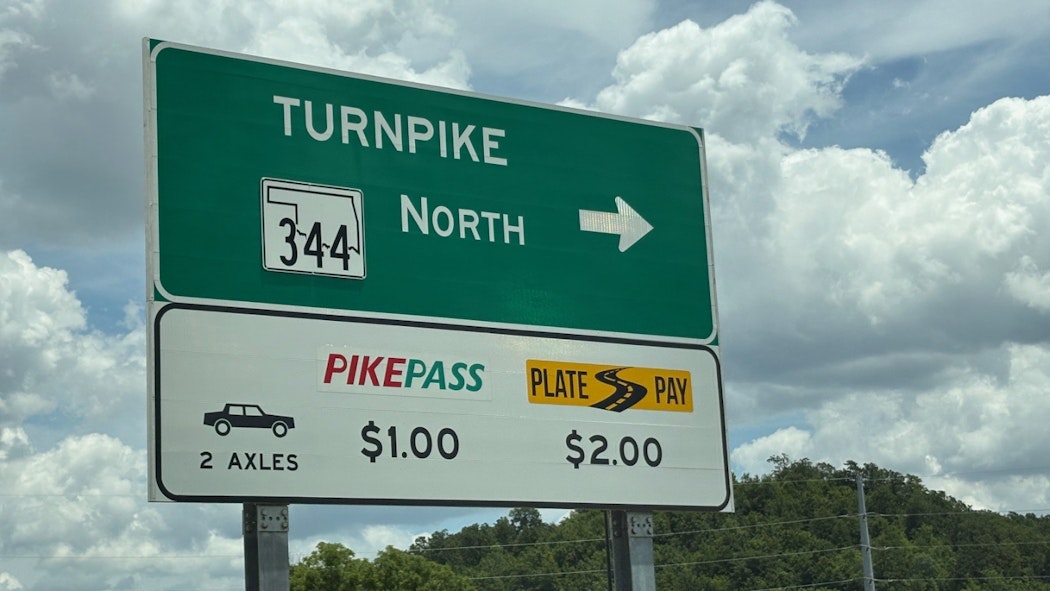 TURNPIKE
344 NORTH
PIKEPASS PLATE PAY
2 AXLES $1.00 $2.00